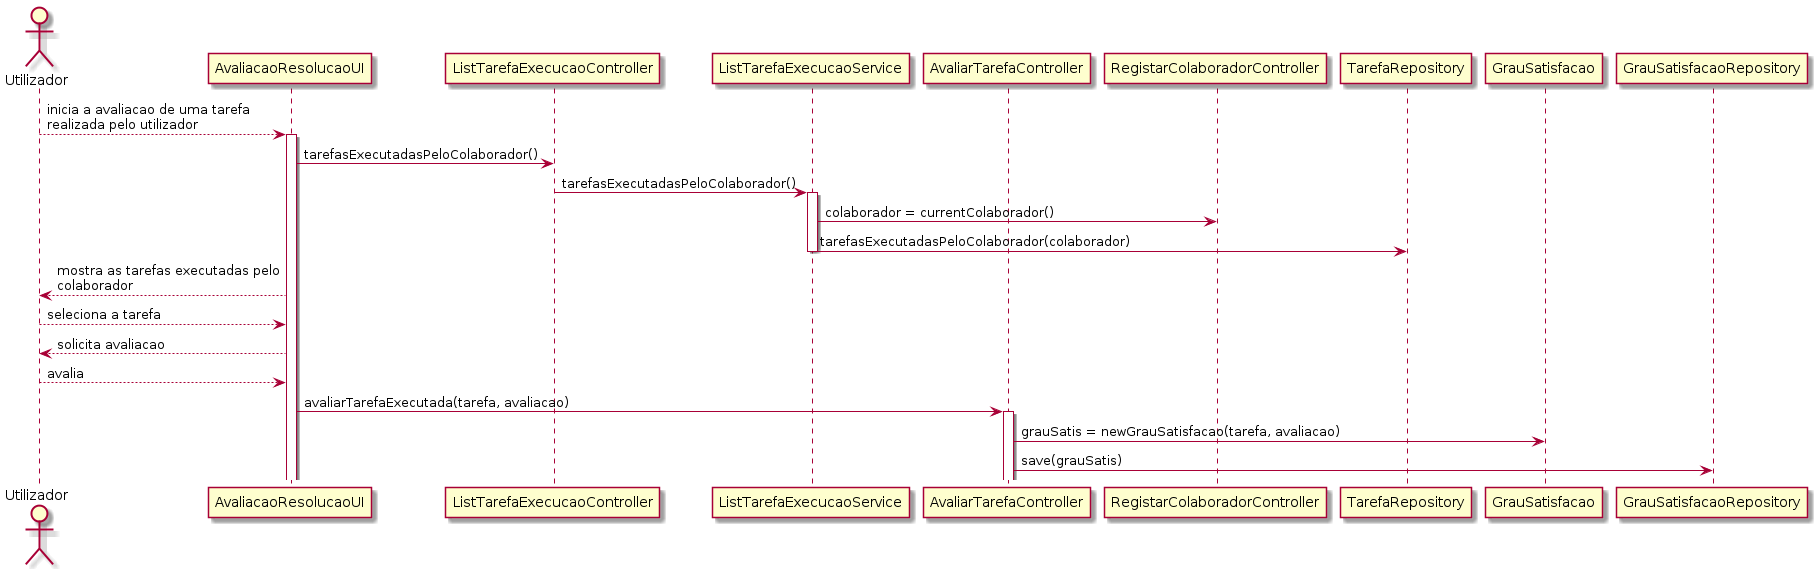 Utilizador
AvaliacaoResolucaoUI
ListTarefaExecucaoController
ListTarefaExecucaoService
AvaliarTarefaController
RegistarColaboradorController
TarefaRepository
GrauSatisfacao
GrauSatisfacaoRepository
inicia a avaliacao de uma tarefa
realizada pelo utilizador
tarefasExecutadasPeloColaborador()
tarefasExecutadasPeloColaborador()
colaborador = currentColaborador()
tarefasExecutadasPeloColaborador(colaborador)
mostra as tarefas executadas pelo
colaborador
seleciona a tarefa
solicita avaliacao
avalia
avaliarTarefaExecutada(tarefa, avaliacao)
grauSatis = newGrauSatisfacao(tarefa, avaliacao)
save(grauSatis)
Utilizador
AvaliacaoResolucaoUI
ListTarefaExecucaoController
ListTarefaExecucaoService
AvaliarTarefaController
RegistarColaboradorController
TarefaRepository
GrauSatisfacao
GrauSatisfacaoRepository